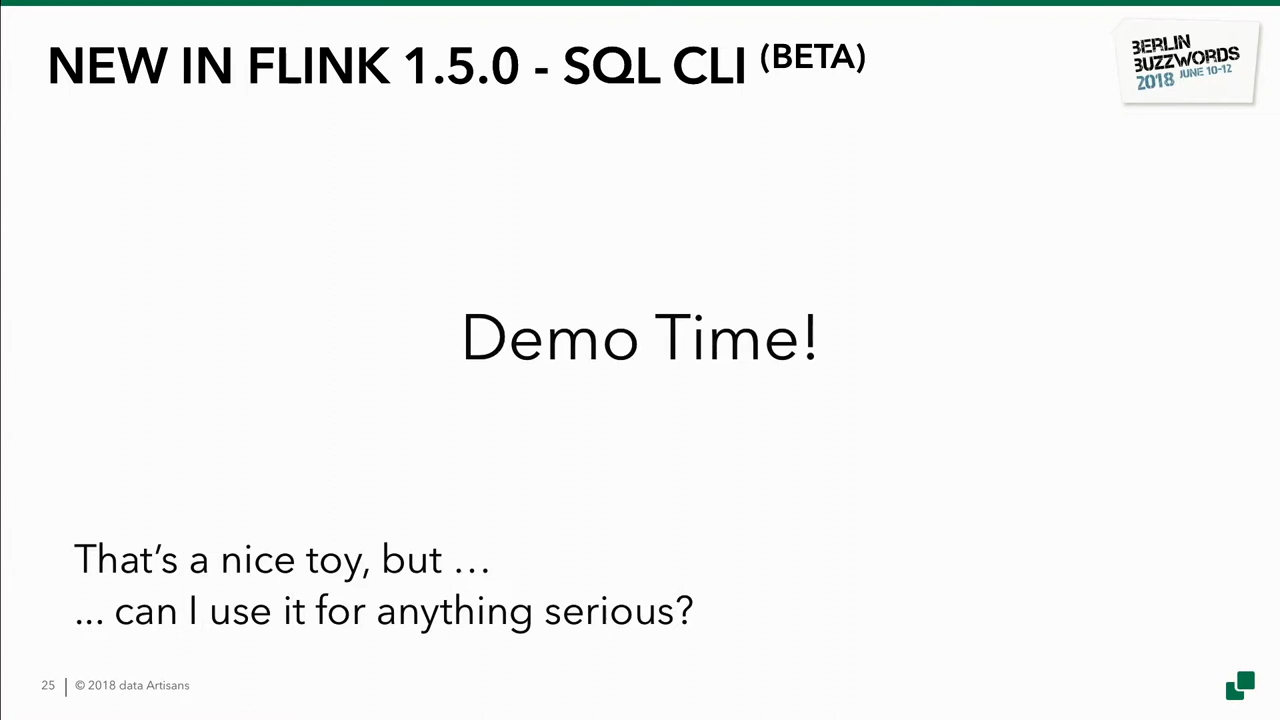 NEW IN FLINK 1.5.0 - SQL CLI (BETA)
BERLIN
BUZZWORDS
2018 JUNE 10-12
Demo Time!
That’s a nice toy, but …
... can I use it for anything serious?
25 | © 2018 data Artisans